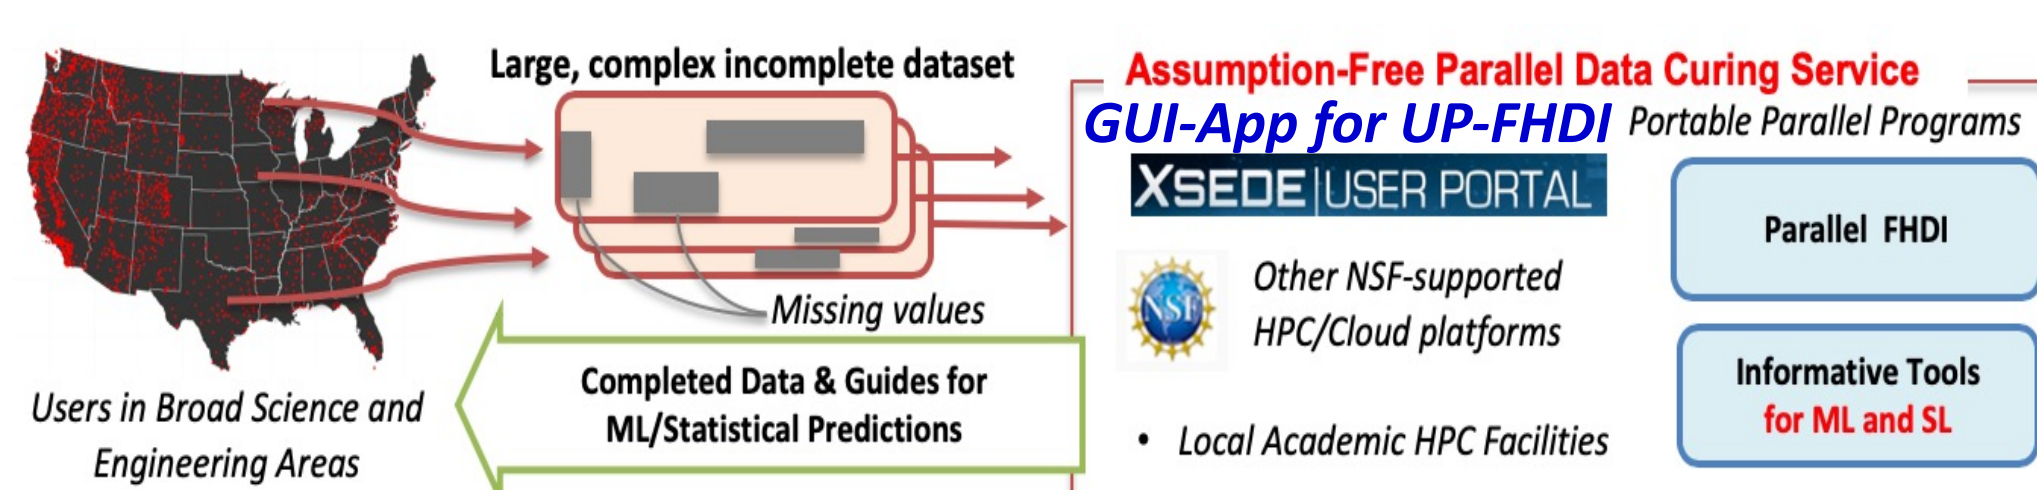 Large, complex incomplete dataset
Missing values
Users in Broad Science and
Engineering Areas
Completed Data & Guides for
ML/Statistical Predictions
Assumption-Free Parallel Data Curing Service
GUI-App for UP-FHDI
Portable Parallel Programs
XSEDE|USER PORTAL
NSF
Other NSF-supported
HPC/Cloud platforms
• Local Academic HPC Facilities
Parallel FHDI
Informative Tools
for ML and SL